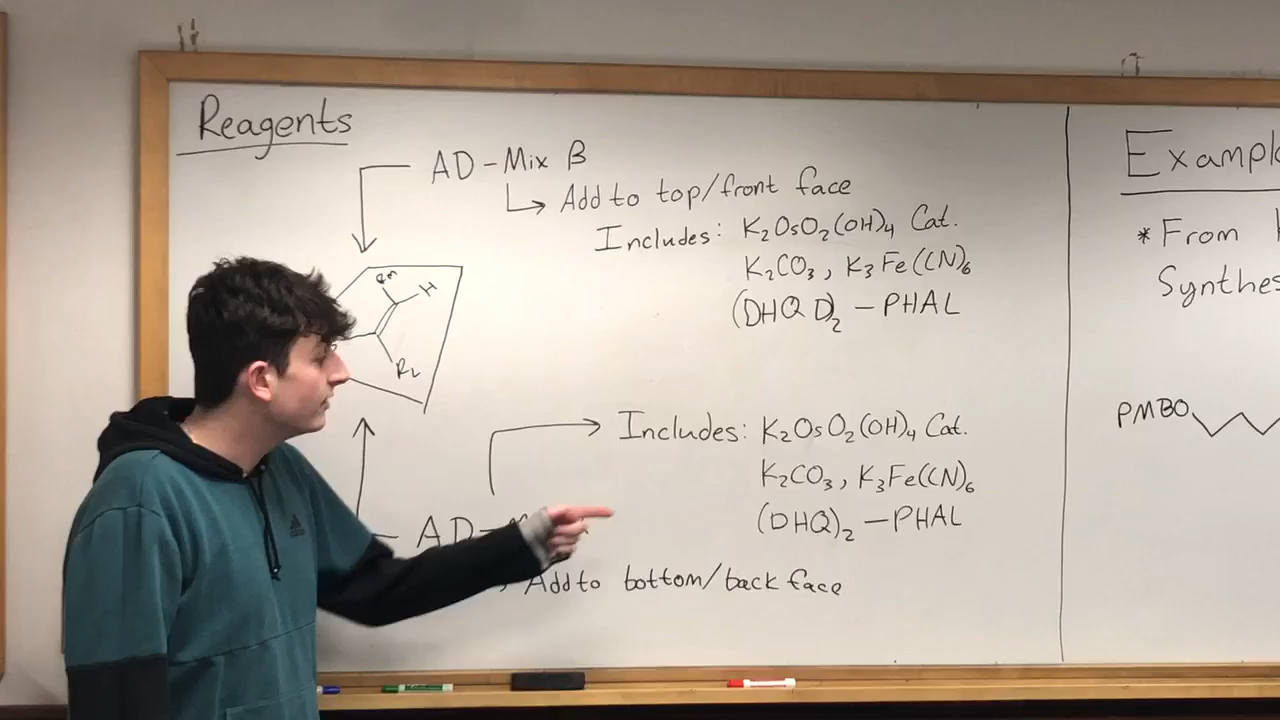 Reagents
AD-Mix β
↳ Add to top/front face
Includes: K₂OsO₂(OH)₄ Cat.
K₂CO₃, K₃Fe(CN)₆
(DHQD)₂ – PHAL
H
R_L
Includes: K₂OsO₂(OH)₄ Cat.
K₂CO₃, K₃Fe(CN)₆
(DHQ)₂ – PHAL
AD-
Add to bottom/back face
Exampl
* From
Synthes
PMBO